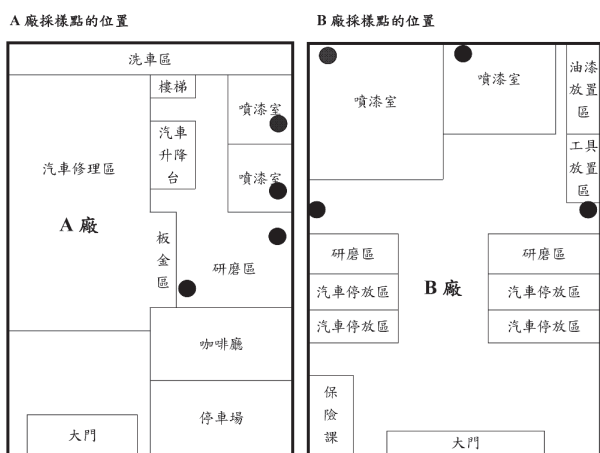 A 廠採樣點的位置
洗車區
樓梯
噴漆室
汽車
升降
台
汽車修理區
噴漆室
A 廠
板
金
區
研磨區
咖啡廳
停車場
大門
B 廠採樣點的位置
噴漆室
噴漆室
油漆
放置
區
工具
放置
區
研磨區
研磨區
B 廠
汽車停放區
汽車停放區
汽車停放區
汽車停放區
保
險
課
大門